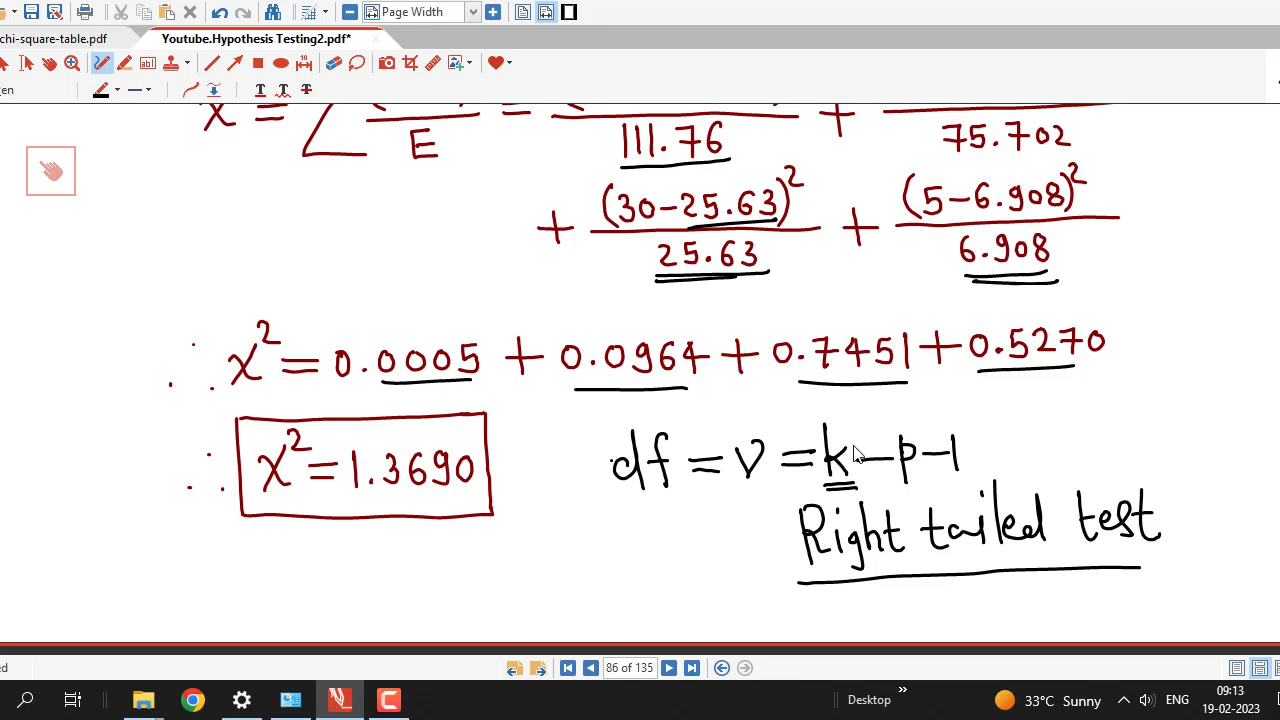 Page Width
chi-square-table.pdf
Youtube.Hypothesis Testing2.pdf*
en
χ = Σ / E = / 111.76 + / 75.702
+ (30-25.63)² / 25.63 + (5-6.908)² / 6.908
∴ χ² = 0.0005 + 0.0964 + 0.7451 + 0.5270
∴ χ² = 1.3690
df = ν = k-p-1
Right tailed test
ed
86 of 135
Desktop
33°C Sunny
ENG
09:13
19-02-2023